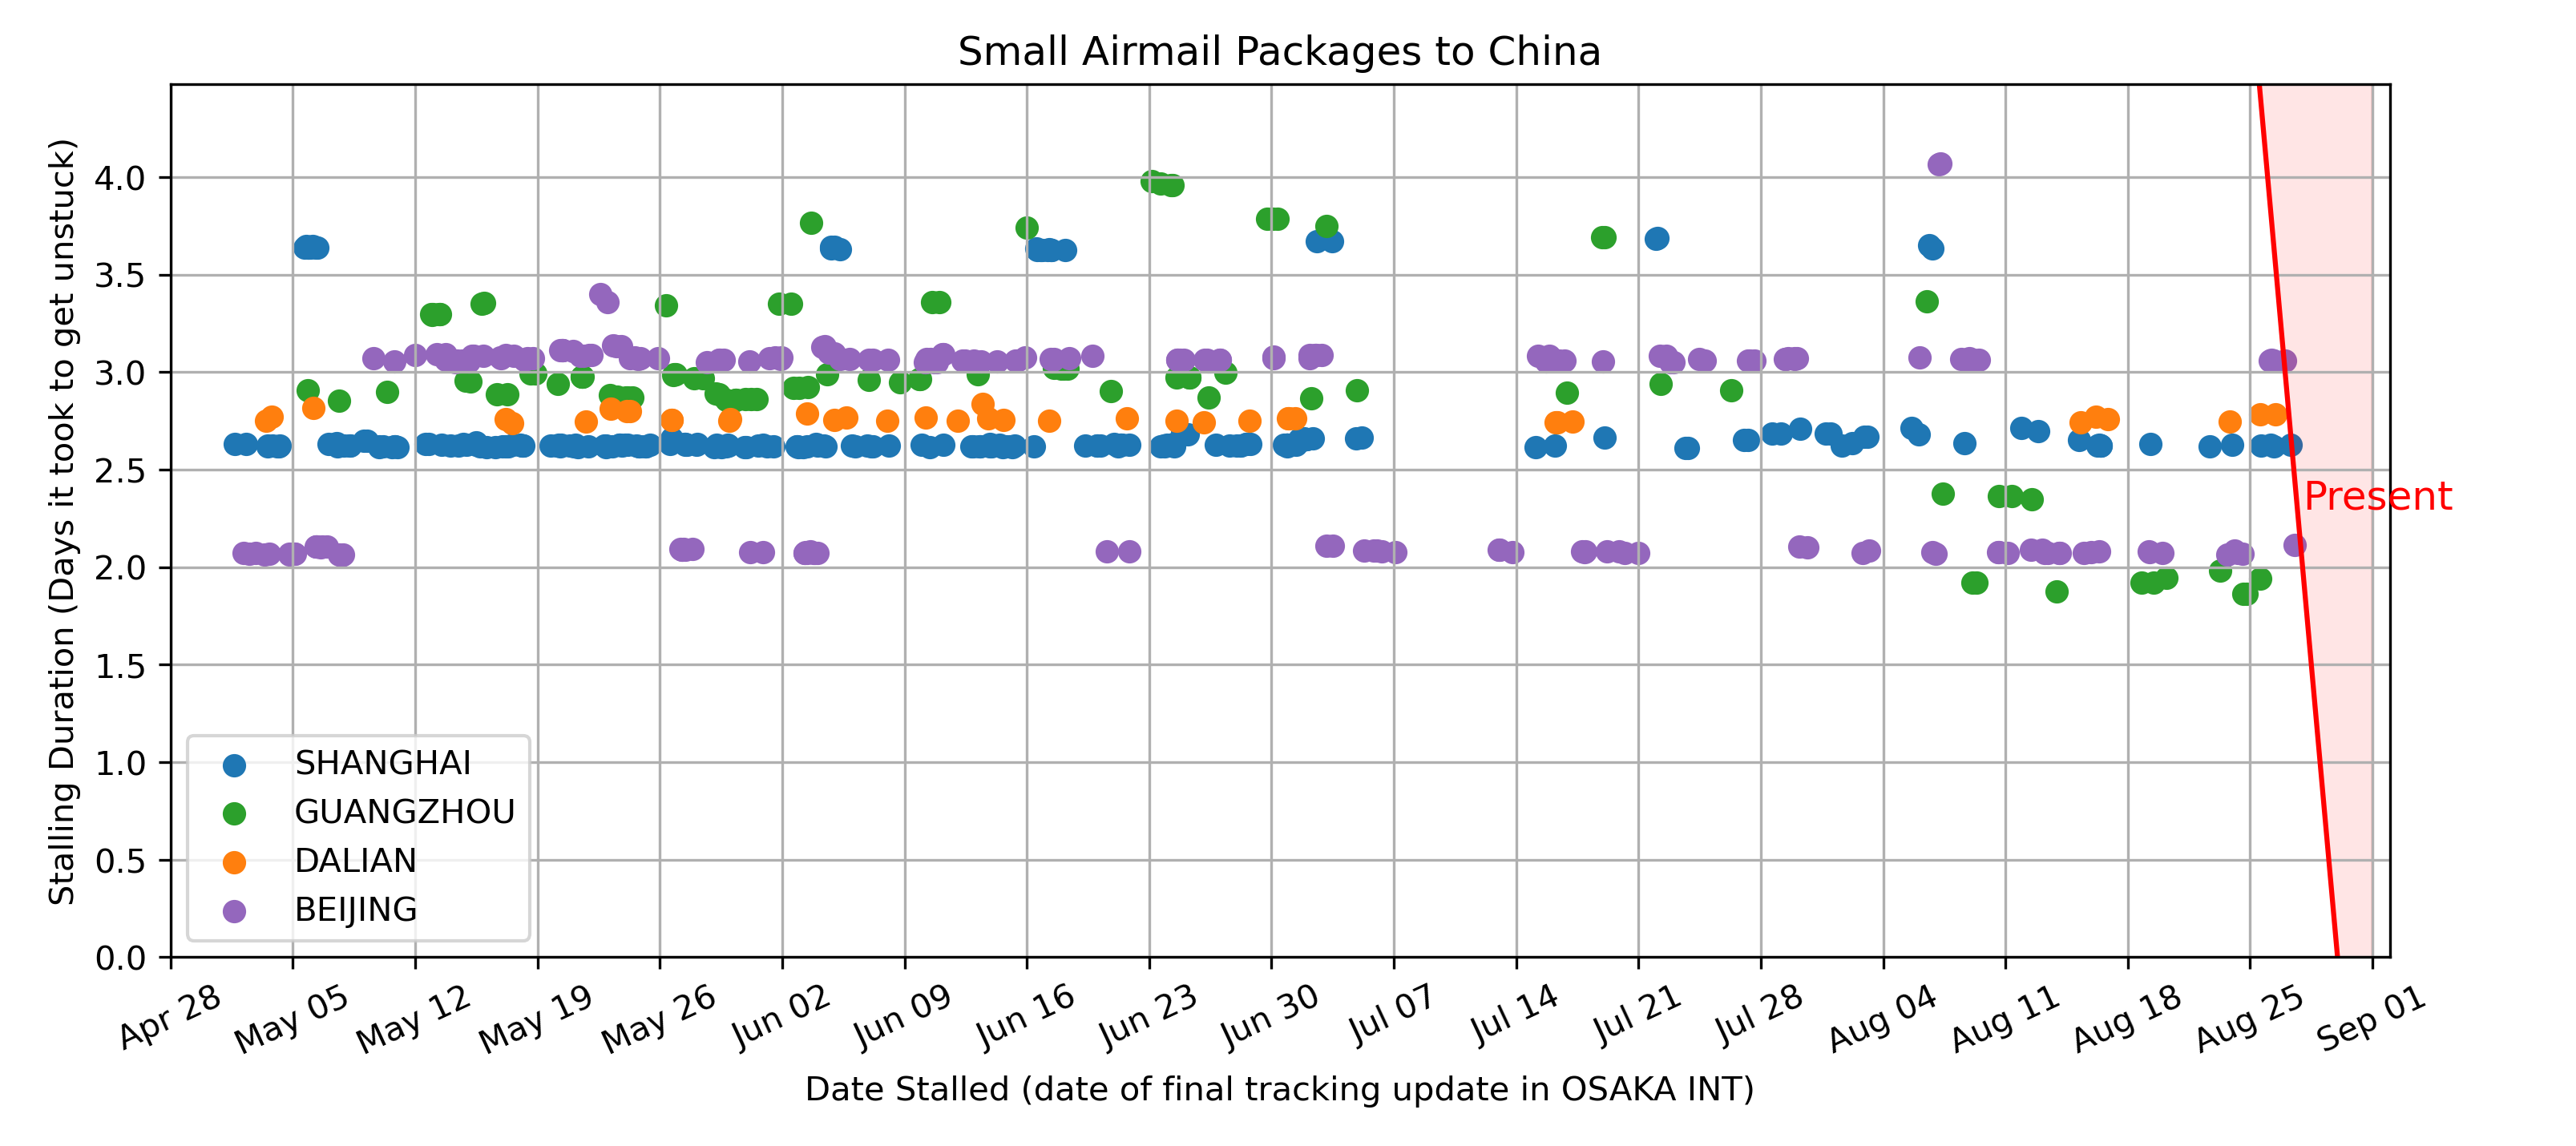 Small Airmail Packages to China
Stalling Duration (Days it took to get unstuck)
4.0
3.5
3.0
2.5
2.0
1.5
1.0
0.5
0.0
Present
SHANGHAI
GUANGZHOU
DALIAN
BEIJING
Apr 28
May 05
May 12
May 19
May 26
Jun 02
Jun 09
Jun 16
Jun 23
Jun 30
Jul 07
Jul 14
Jul 21
Jul 28
Aug 04
Aug 11
Aug 18
Aug 25
Sep 01
Date Stalled (date of final tracking update in OSAKA INT)